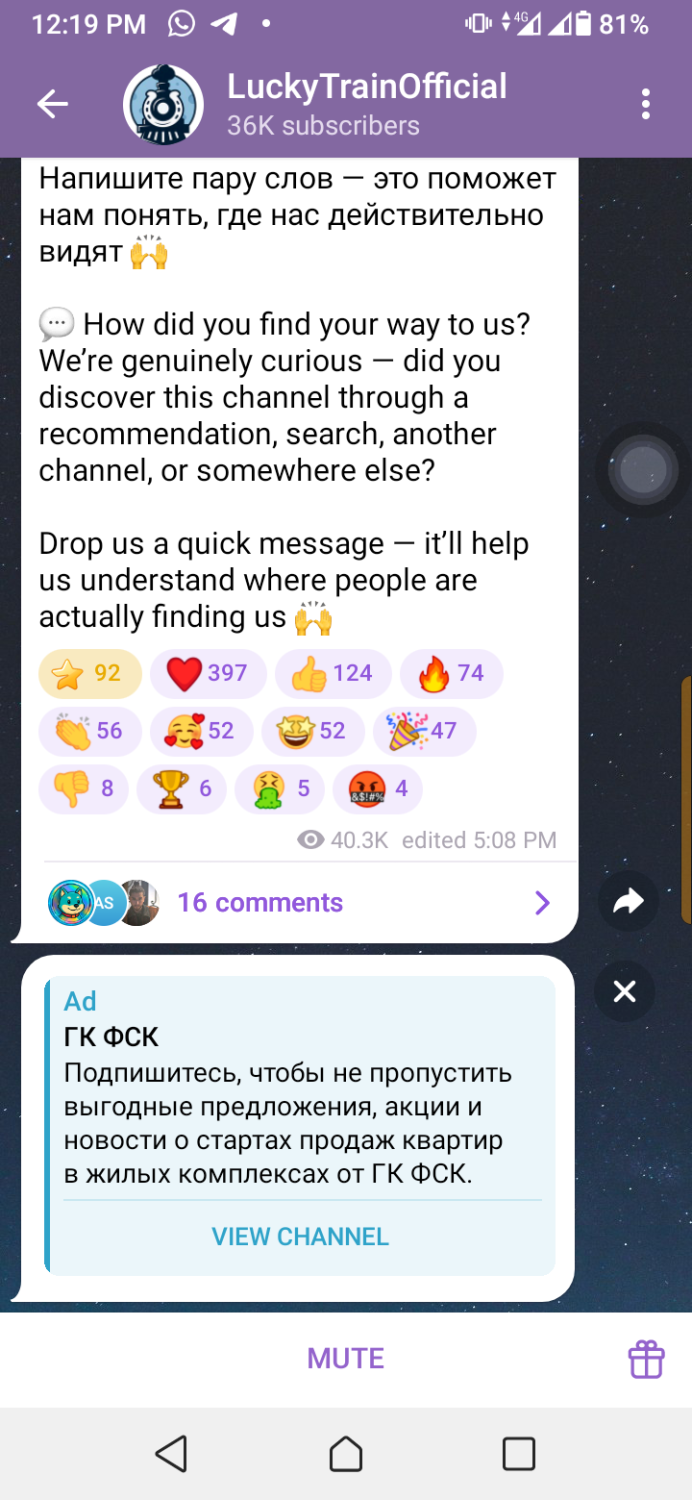 12:19 PM
4G
81%
LuckyTrainOfficial
36K subscribers
Напишите пару слов — это поможет
нам понять, где нас действительно
видят 🙌
💬 How did you find your way to us?
We’re genuinely curious — did you
discover this channel through a
recommendation, search, another
channel, or somewhere else?
Drop us a quick message — it’ll help
us understand where people are
actually finding us 🙌
⭐ 92 ❤️ 397 👍 124 🔥 74
👏 56 🥰 52 🤩 52 🎉 47
👎 8 🏆 6 🤮 5 🤬 4
40.3K edited 5:08 PM
AS
16 comments
Ad
ГК ФСК
Подпишитесь, чтобы не пропустить
выгодные предложения, акции и
новости о стартах продаж квартир
в жилых комплексах от ГК ФСК.
VIEW CHANNEL
MUTE